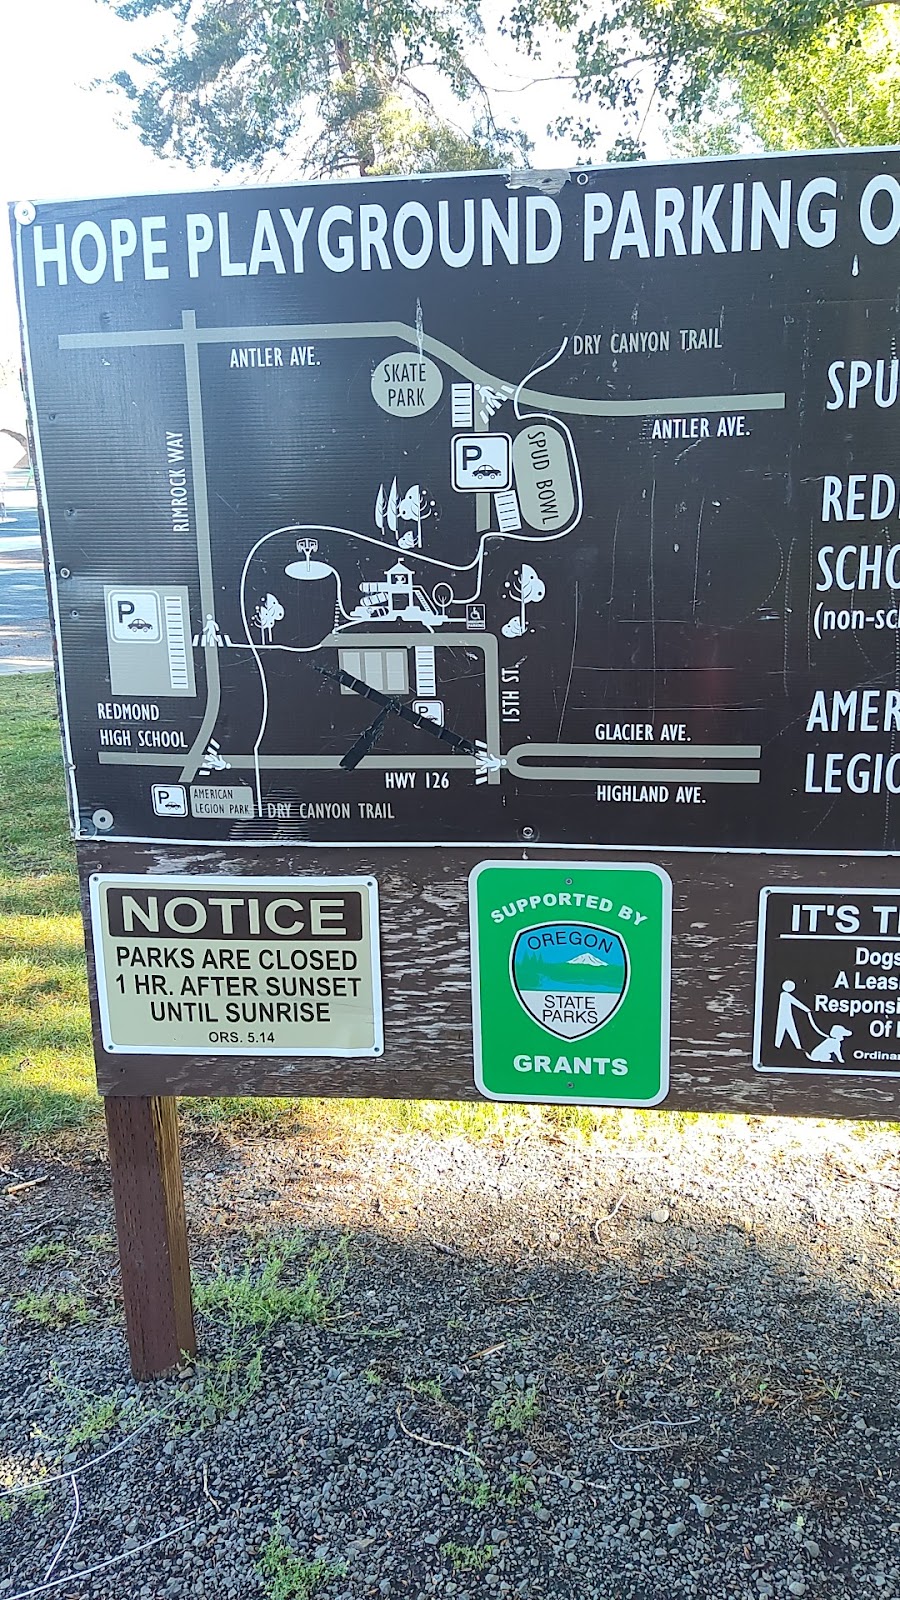 HOPE PLAYGROUND PARKING
DRY CANYON TRAIL
ANTLER AVE.
SKATE
PARK
ANTLER AVE.
RIMROCK WAY
P
SPUD BOWL
P
REDMOND
HIGH SCHOOL
15TH ST.
P
GLACIER AVE.
HWY 126
HIGHLAND AVE.
P
AMERICAN
LEGION PARK
DRY CANYON TRAIL
SPU
RED
SCHO
(non-sc
AMER
LEGIO
NOTICE
PARKS ARE CLOSED
1 HR. AFTER SUNSET
UNTIL SUNRISE
ORS. 5.14
SUPPORTED BY
OREGON
STATE
PARKS
GRANTS
IT'S T
Dogs
A Leas
Responsi
Of
Ordinan